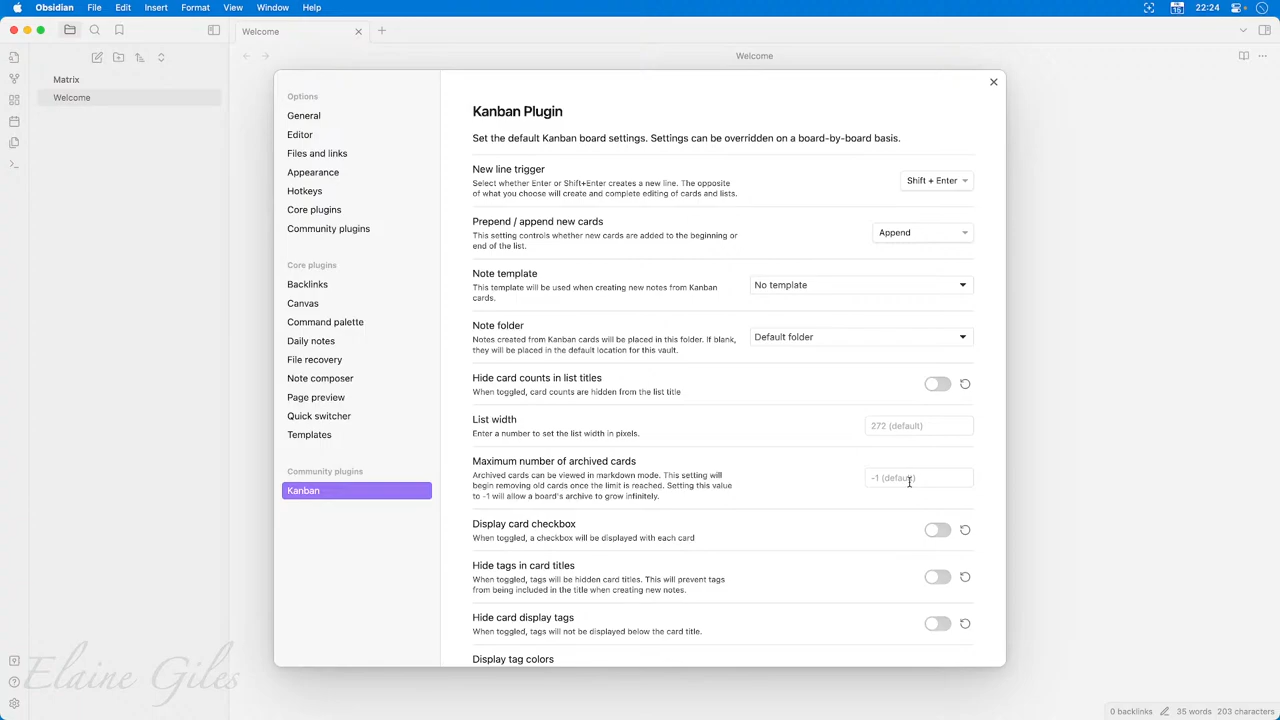 Obsidian File Edit Insert Format View Window Help 15 22:24
Welcome
Welcome
Matrix
Welcome
Options
General
Editor
Files and links
Appearance
Hotkeys
Core plugins
Community plugins
Core plugins
Backlinks
Canvas
Command palette
Daily notes
File recovery
Note composer
Page preview
Quick switcher
Templates
Community plugins
Kanban
Kanban Plugin
Set the default Kanban board settings. Settings can be overridden on a board-by-board basis.
New line trigger
Select whether Enter or Shift+Enter creates a new line. The opposite
of what you choose will create and complete editing of cards and lists.
Shift + Enter
Prepend / append new cards
This setting controls whether new cards are added to the beginning or
end of the list.
Append
Note template
This template will be used when creating new notes from Kanban
cards.
No template
Note folder
Notes created from Kanban cards will be placed in this folder. If blank,
they will be placed in the default location for this vault.
Default folder
Hide card counts in list titles
When toggled, card counts are hidden from the list title
List width
Enter a number to set the list width in pixels.
272 (default)
Maximum number of archived cards
Archived cards can be viewed in markdown mode. This setting will
begin removing old cards once the limit is reached. Setting this value
to -1 will allow a board's archive to grow infinitely.
-1 (default)
Display card checkbox
When toggled, a checkbox will be displayed with each card
Hide tags in card titles
When toggled, tags will be hidden card titles. This will prevent tags
from being included in the title when creating new notes.
Hide card display tags
When toggled, tags will not be displayed below the card title.
Display tag colors
Elaine Giles
0 backlinks 35 words 203 characters